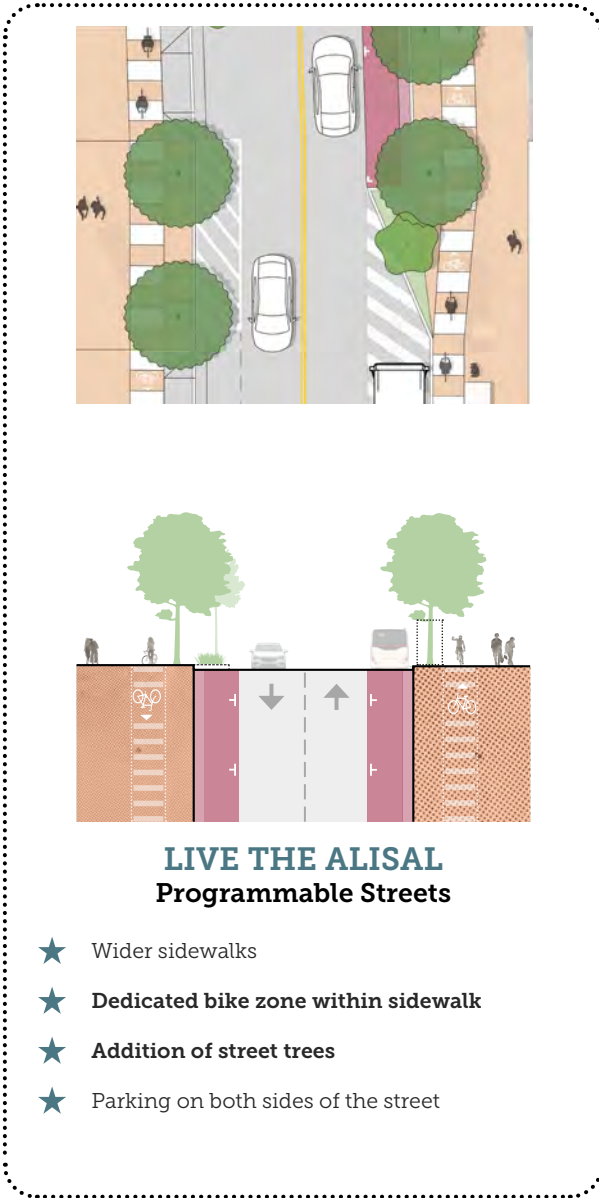 LIVE THE ALISAL
Programmable Streets
Wider sidewalks
Dedicated bike zone within sidewalk
Addition of street trees
Parking on both sides of the street